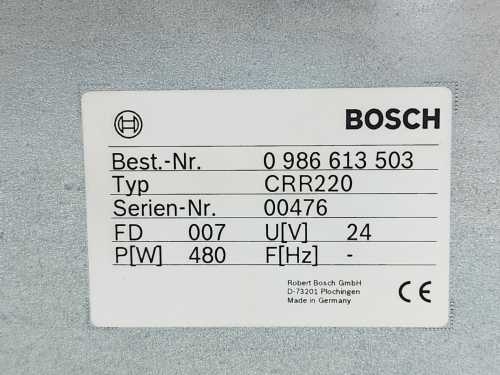 BOSCH
Best.-Nr. 0 986 613 503
Typ CRR220
Serien-Nr. 00476
FD 007 U[V] 24
P[W] 480 F[Hz] -
Robert Bosch GmbH
D-73201 Plochingen
Made in Germany
CE